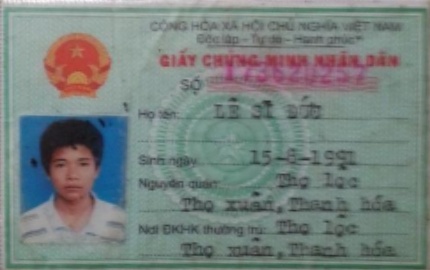 CỘNG HÒA XÃ HỘI CHỦ NGHĨA VIỆT NAM
Độc lập - Tự do - Hạnh phúc
GIẤY CHỨNG MINH NHÂN DÂN
SỐ 173620257
Họ tên: LÊ SĨ
Sinh ngày 15-8-1991
Nguyên quán Thọ lộc
Thọ xuân, Thanh hóa
Nơi ĐKHK thường trú Thọ lộc
Thọ xuân, Thanh hóa